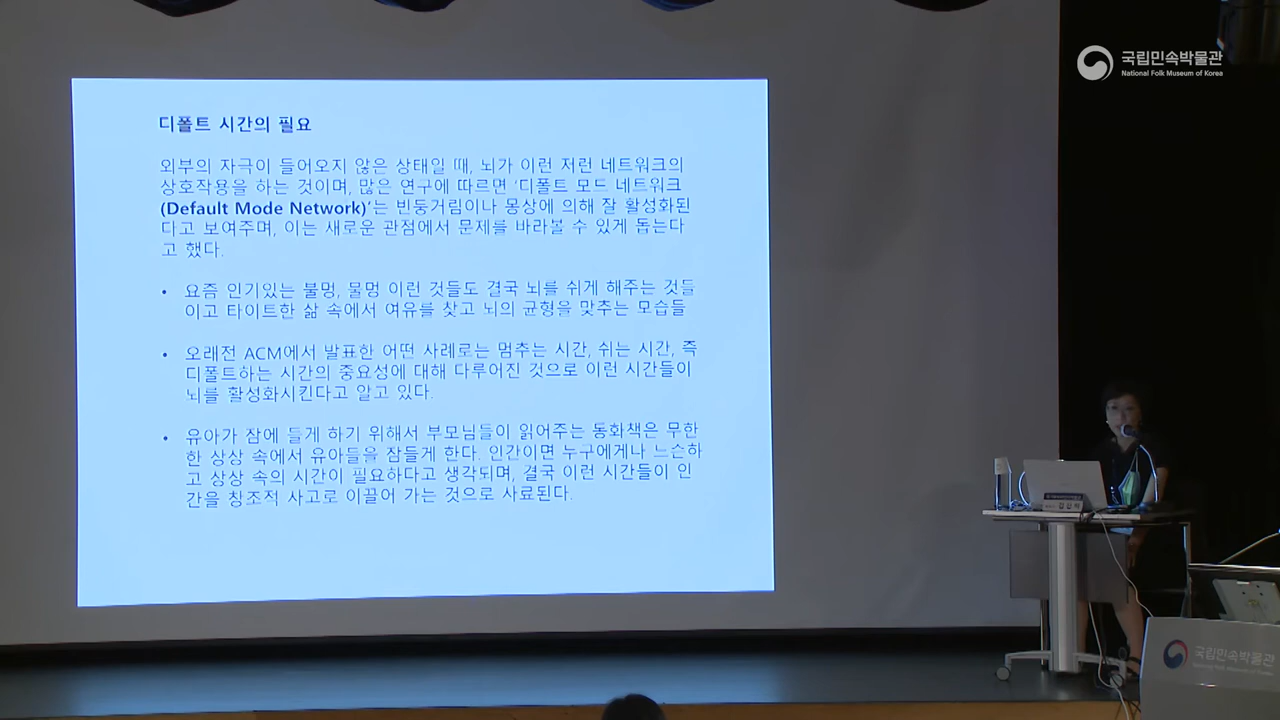 국립민속박물관
National Folk Museum of Korea
디폴트 시간의 필요
외부의 자극이 들어오지 않은 상태일 때, 뇌가 이런 저런 네트워크의
상호작용을 하는 것이며, 많은 연구에 따르면 '디폴트 모드 네트워크
(Default Mode Network)'는 빈둥거림이나 몽상에 의해 잘 활성화된
다고 보여주며, 이는 새로운 관점에서 문제를 바라볼 수 있게 돕는다
고 했다.
• 요즘 인기있는 불멍, 물멍 이런 것들도 결국 뇌를 쉬게 해주는 것들
이고 타이트한 삶 속에서 여유를 찾고 뇌의 균형을 맞추는 모습들
• 오래전 ACM에서 발표한 어떤 사례로는 멈추는 시간, 쉬는 시간, 즉
디폴트하는 시간의 중요성에 대해 다루어진 것으로 이런 시간들이
뇌를 활성화시킨다고 알고 있다.
• 유아가 잠에 들게 하기 위해서 부모님들이 읽어주는 동화책은 무한
한 상상 속에서 유아들을 잠들게 한다. 인간이면 누구에게나 느슨하
고 상상 속의 시간이 필요하다고 생각되며, 결국 이런 시간들이 인
간을 창조적 사고로 이끌어 가는 것으로 사료된다.
국립민속박물관
National Folk Museum of Korea